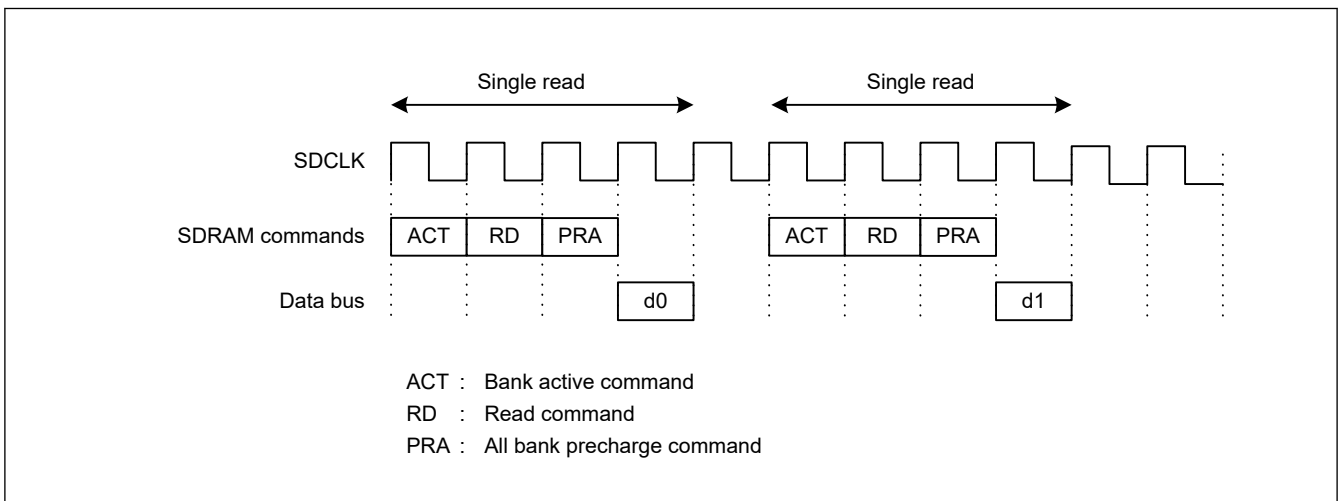 Single read Single read
SDCLK
SDRAM commands ACT RD PRA ACT RD PRA
Data bus d0 d1
ACT : Bank active command
RD : Read command
PRA : All bank precharge command